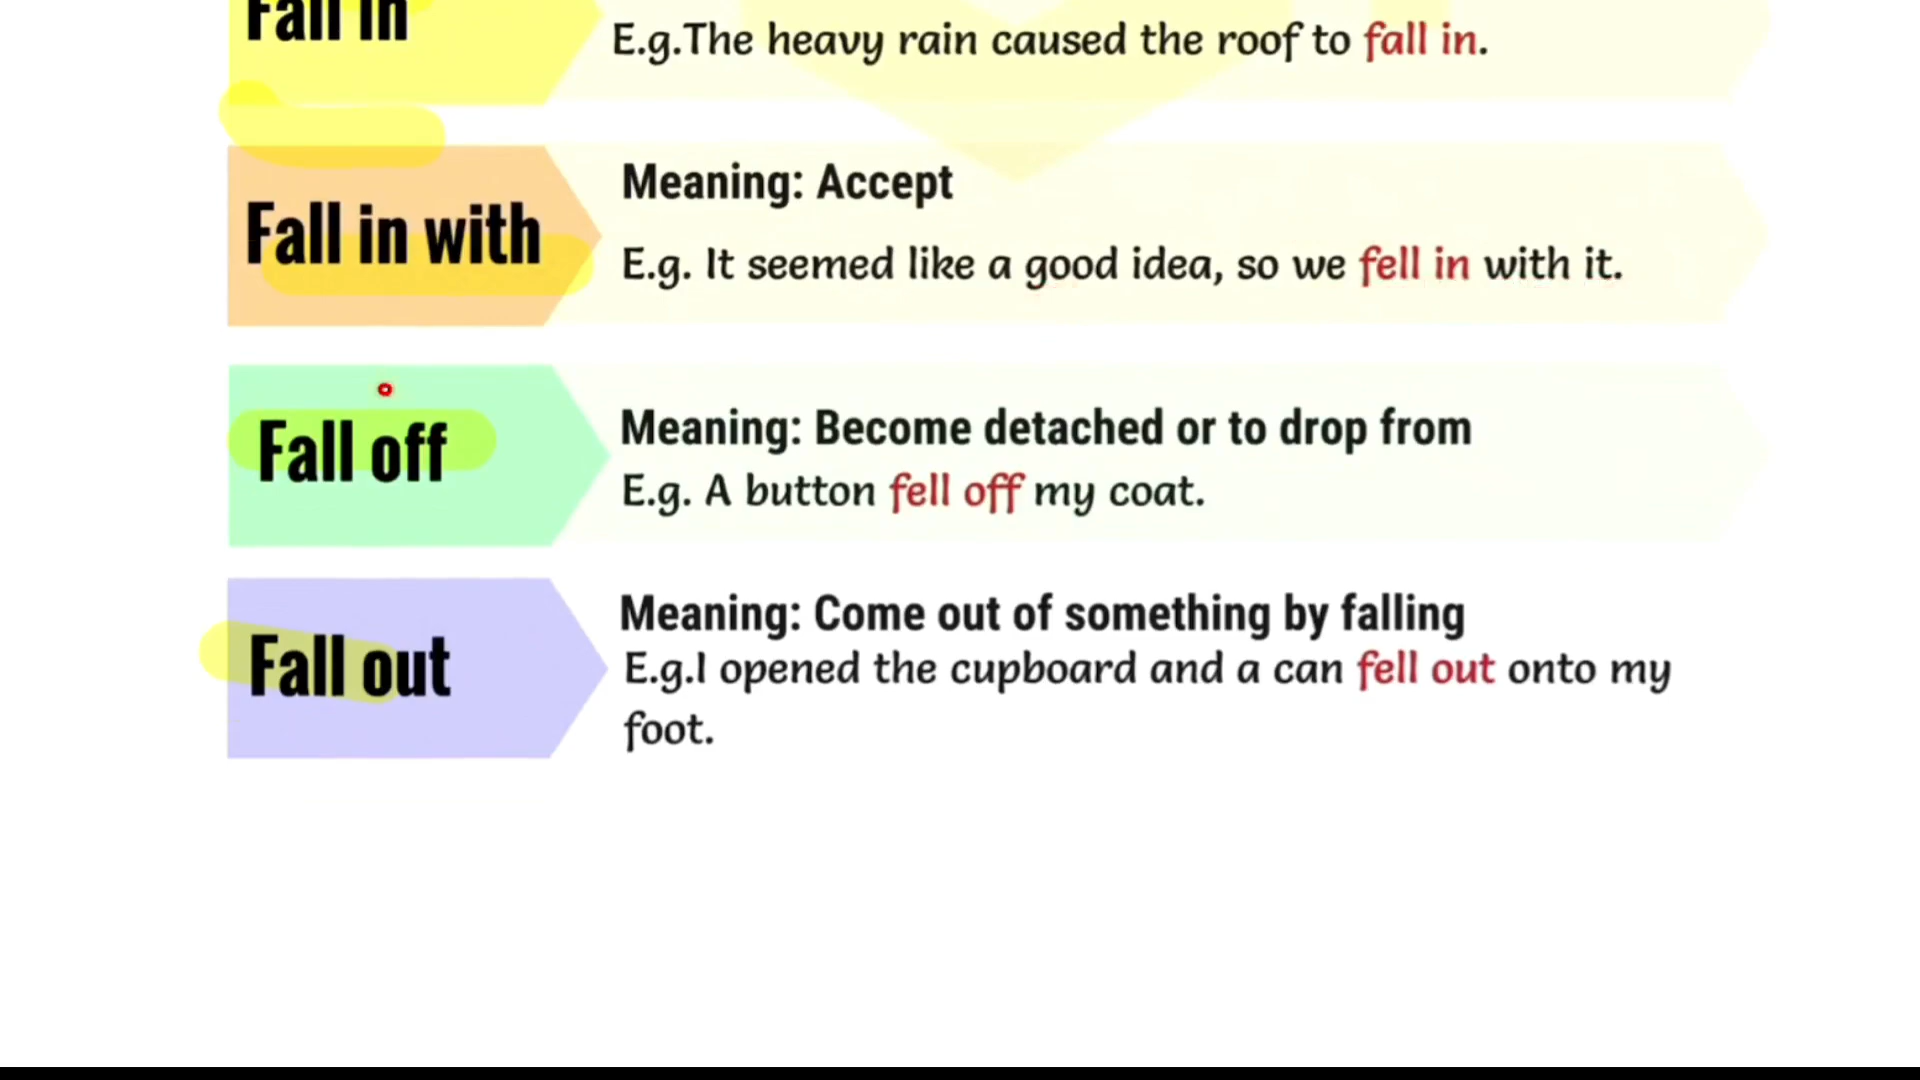 Fall in
E.g.The heavy rain caused the roof to fall in.
Fall in with
Meaning: Accept
E.g. It seemed like a good idea, so we fell in with it.
Fall off
Meaning: Become detached or to drop from
E.g. A button fell off my coat.
Fall out
Meaning: Come out of something by falling
E.g.I opened the cupboard and a can fell out onto my
foot.